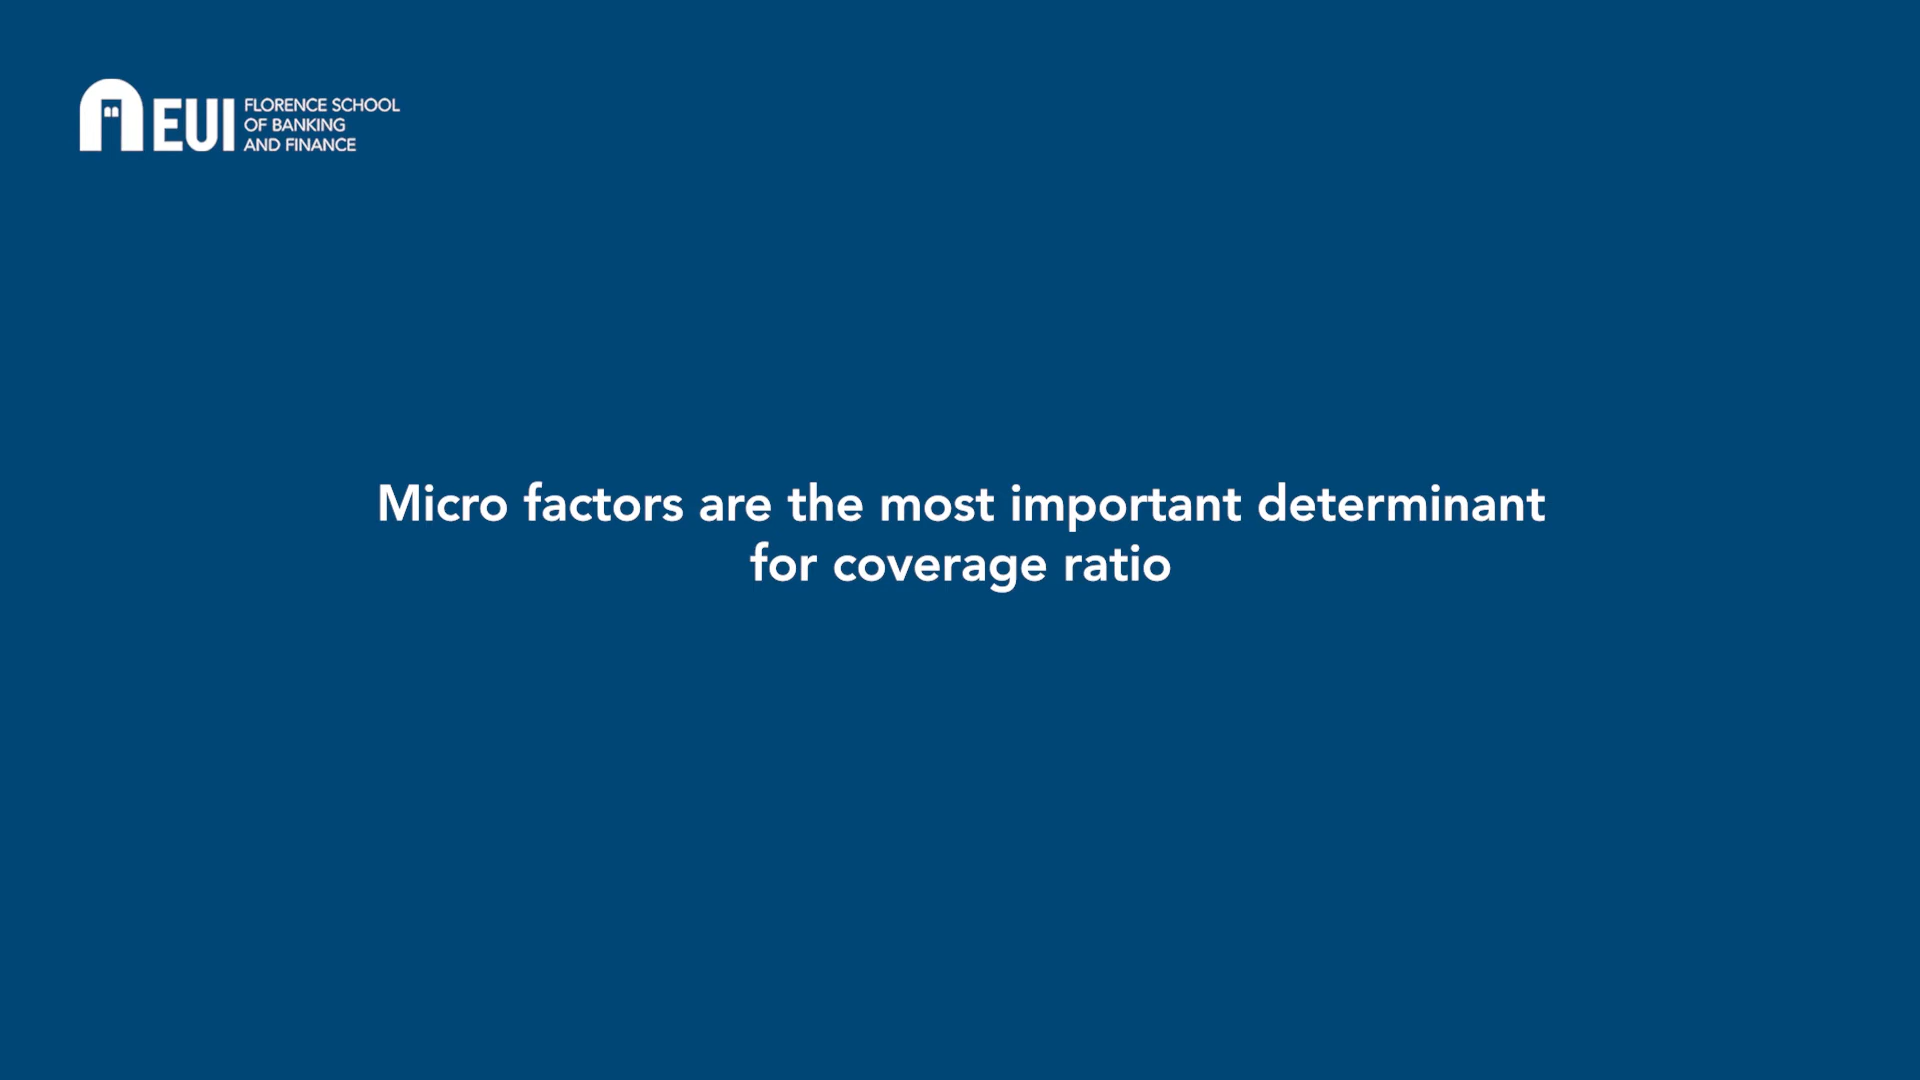 EUI
FLORENCE SCHOOL
OF BANKING
AND FINANCE
Micro factors are the most important determinant
for coverage ratio